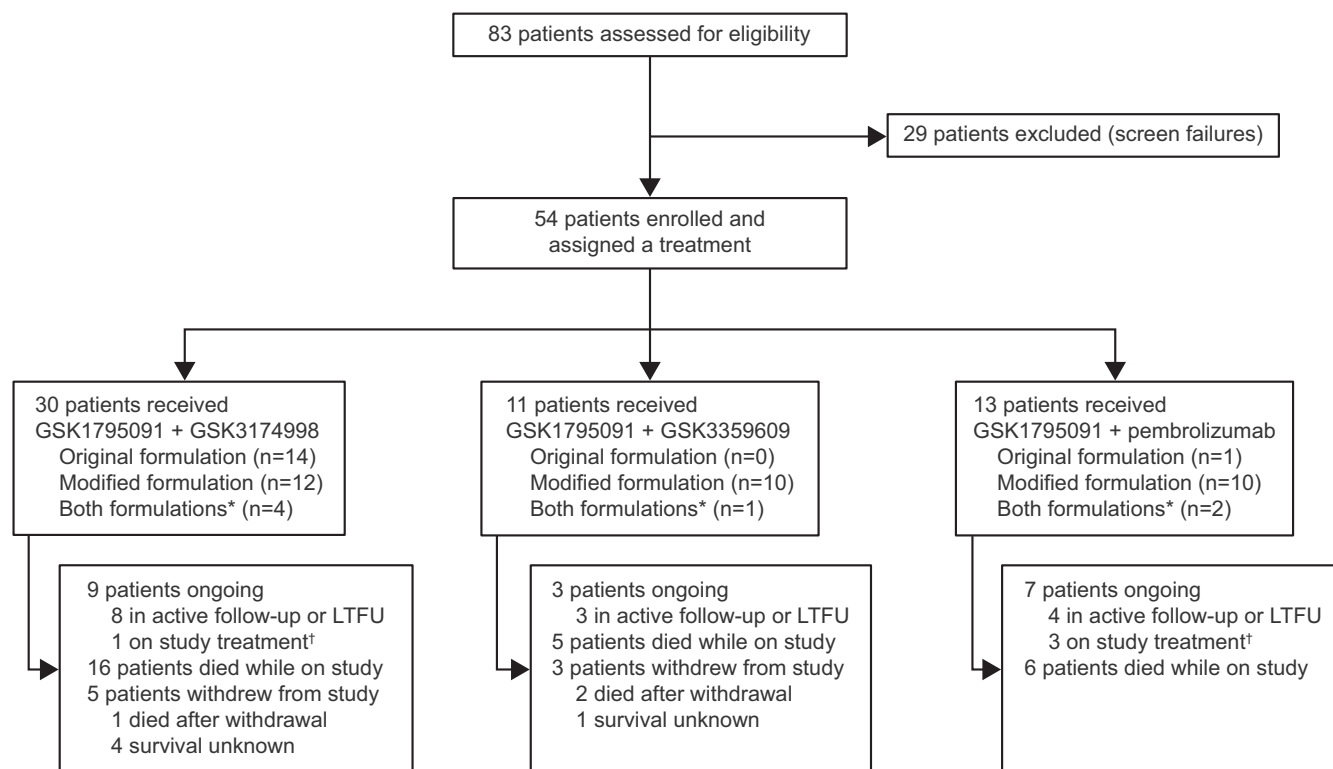 83 patients assessed for eligibility
29 patients excluded (screen failures)
54 patients enrolled and
assigned a treatment
30 patients received
GSK1795091 + GSK3174998
Original formulation (n=14)
Modified formulation (n=12)
Both formulations* (n=4)
11 patients received
GSK1795091 + GSK3359609
Original formulation (n=0)
Modified formulation (n=10)
Both formulations* (n=1)
13 patients received
GSK1795091 + pembrolizumab
Original formulation (n=1)
Modified formulation (n=10)
Both formulations* (n=2)
9 patients ongoing
8 in active follow-up or LTFU
1 on study treatment†
16 patients died while on study
5 patients withdrew from study
1 died after withdrawal
4 survival unknown
3 patients ongoing
3 in active follow-up or LTFU
5 patients died while on study
3 patients withdrew from study
2 died after withdrawal
1 survival unknown
7 patients ongoing
4 in active follow-up or LTFU
3 on study treatment†
6 patients died while on study